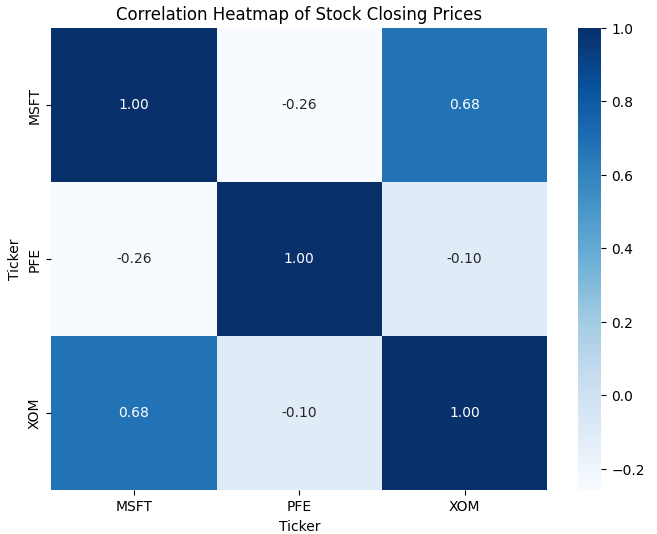 Correlation Heatmap of Stock Closing Prices
MSFT 1.00 -0.26 0.68
PFE -0.26 1.00 -0.10
XOM 0.68 -0.10 1.00
Ticker
MSFT PFE XOM
Ticker
1.0
0.8
0.6
0.4
0.2
0.0
−0.2